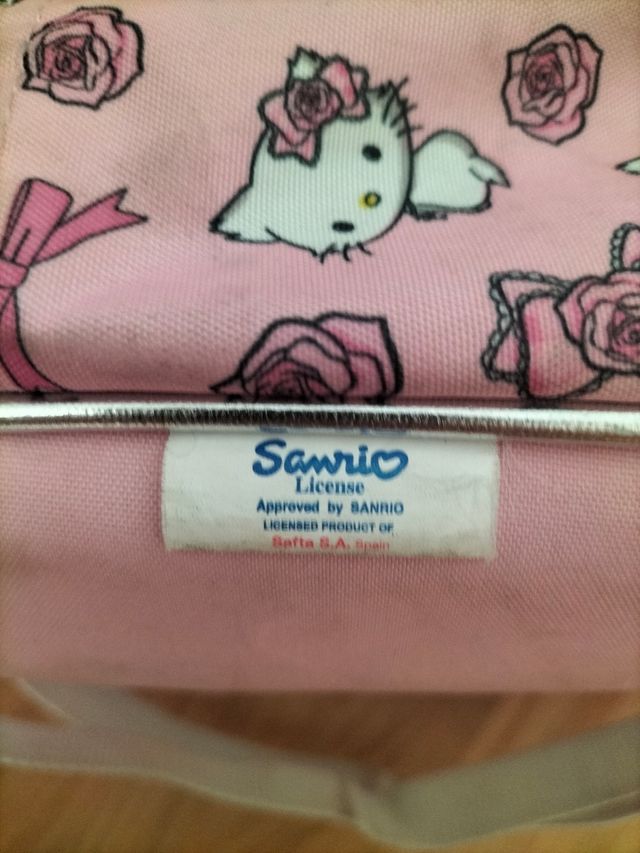 Sanrio
License
Approved by SANRIO
LICENSED PRODUCT OF
Safta S.A. Spain